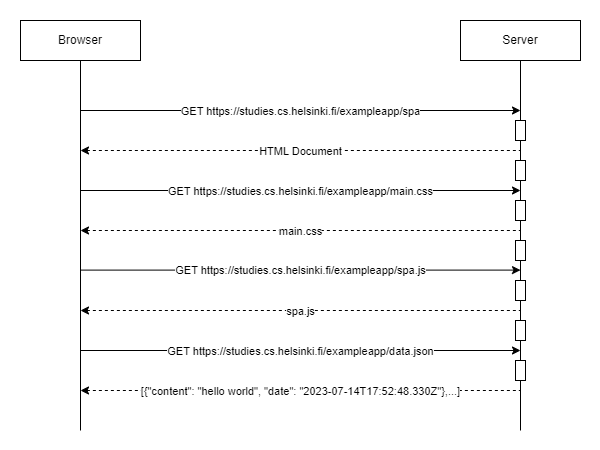 Browser
Server
GET https://studies.cs.helsinki.fi/exampleapp/spa
HTML Document
GET https://studies.cs.helsinki.fi/exampleapp/main.css
main.css
GET https://studies.cs.helsinki.fi/exampleapp/spa.js
spa.js
GET https://studies.cs.helsinki.fi/exampleapp/data.json
[{"content": "hello world", "date": "2023-07-14T17:52:48.330Z"},...]